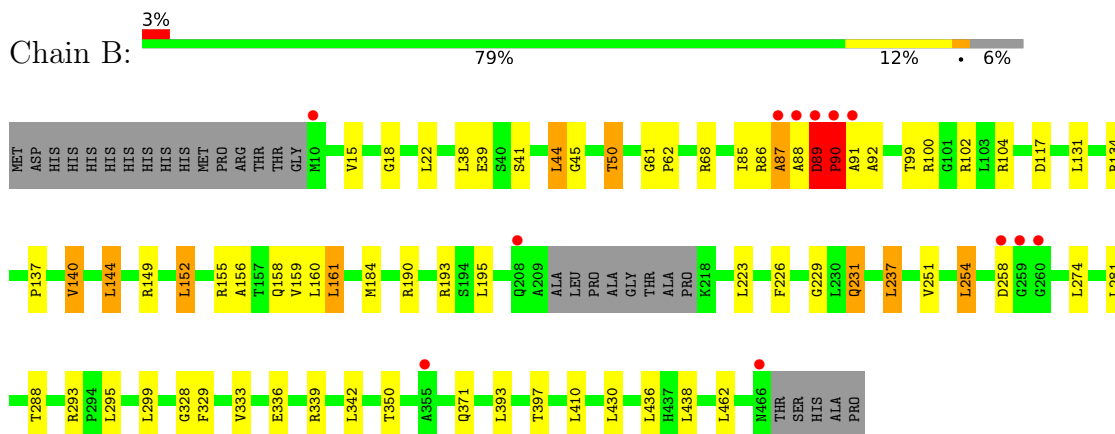 3%
Chain B:
79% 12% • 6%
MET ASP HIS HIS HIS HIS HIS HIS HIS HIS MET PRO ARG THR THR GLY M10 V15 G18 L22 L38 E39 S40 S41 L44 G45 T50 G61 P62 R68 I85 R86 A87 A88 D89 P90 A91 A92 T99 R100 G101 R102 L103 R104 D117 L131 R134
P137 V140 L144 R149 L152 R155 A156 T157 Q158 V159 L160 L161 M184 R190 R193 S194 L195 Q208 A209 ALA LEU PRO ALA GLY THR ALA PRO K218 L223 F226 G229 L230 Q231 L237 V251 L254 D258 G259 G260 L274 L281
T288 R293 P294 L295 L299 G328 F329 V333 E336 R339 L342 T350 A355 Q371 L393 T397 L410 L430 L436 H437 L438 L462 N466 THR SER HIS ALA PRO